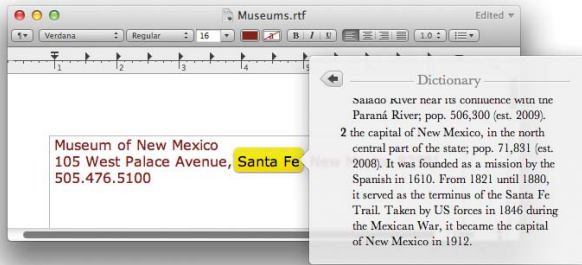 Museums.rtf
Edited
¶ Verdana Regular 16 a B I U 1.0
1 2 3 4
Museum of New Mexico
105 West Palace Avenue, Santa Fe New
505.476.5100
Dictionary
Salado River near its confluence with the
Paraná River; pop. 506,300 (est. 2009).
2 the capital of New Mexico, in the north
central part of the state; pop. 71,831 (est.
2008). It was founded as a mission by the
Spanish in 1610. From 1821 until 1880,
it served as the terminus of the Santa Fe
Trail. Taken by US forces in 1846 during
the Mexican War, it became the capital
of New Mexico in 1912.